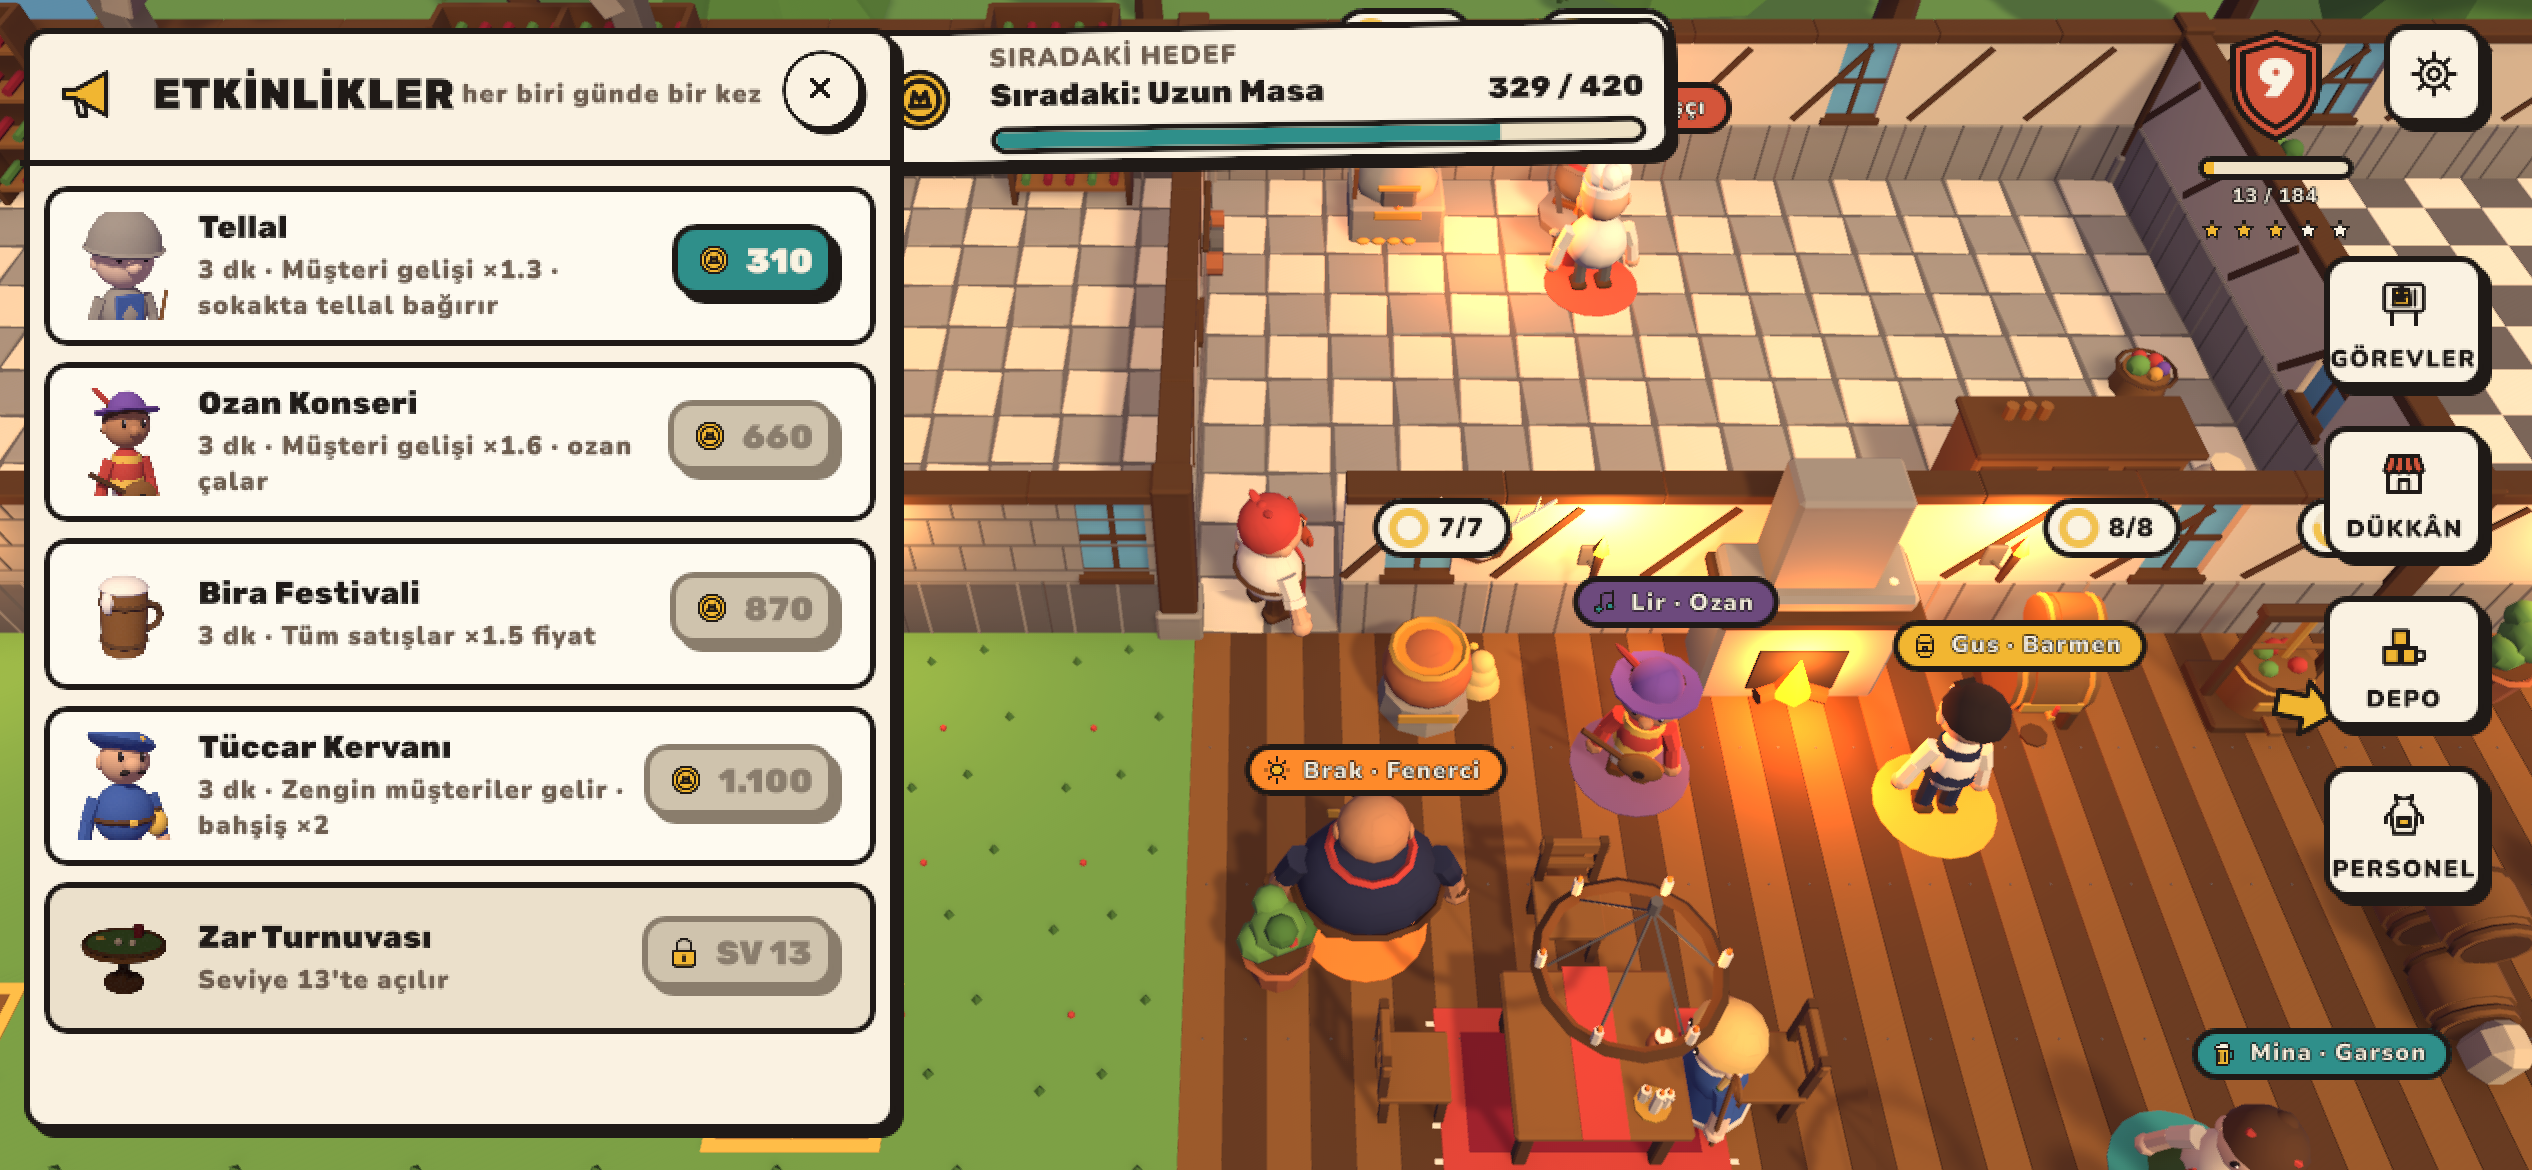 ETKİNLİKLER her biri günde bir kez
Tellal
3 dk · Müşteri gelişi ×1.3 ·
sokakta tellal bağırır
310
Ozan Konseri
3 dk · Müşteri gelişi ×1.6 · ozan
çalar
660
Bira Festivali
3 dk · Tüm satışlar ×1.5 fiyat
870
Tüccar Kervanı
3 dk · Zengin müşteriler gelir ·
bahşiş ×2
1.100
Zar Turnuvası
Seviye 13'te açılır
SV 13
SIRADAKİ HEDEF
Sıradaki: Uzun Masa
329 / 420
9
13 / 184
GÖREVLER
DÜKKÂN
DEPO
PERSONEL
7/7
8/8
Lir · Ozan
Gus · Barmen
Brak · Fenerci
Mina · Garson